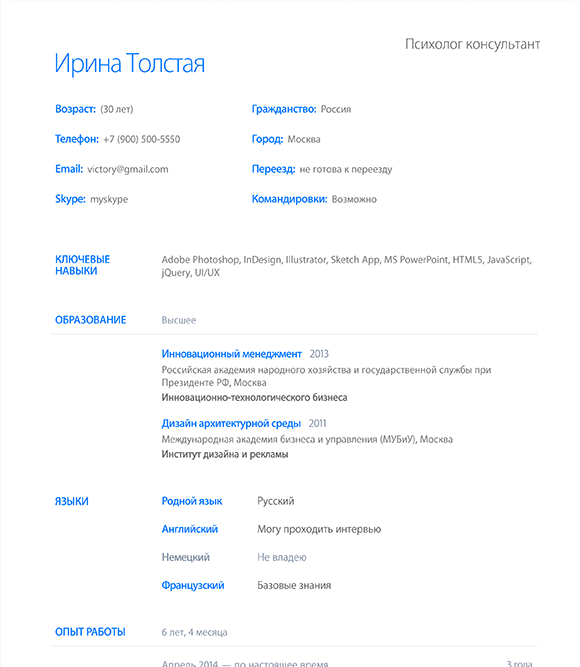 Психолог консультант
Ирина Толстая
Возраст: (30 лет) Гражданство: Россия
Телефон: +7 (900) 500-5550 Город: Москва
Email: victory@gmail.com Переезд: не готова к переезду
Skype: myskype Командировки: Возможно
КЛЮЧЕВЫЕ НАВЫКИ
Adobe Photoshop, InDesign, Illustrator, Sketch App, MS PowerPoint, HTML5, JavaScript,
jQuery, UI/UX
ОБРАЗОВАНИЕ Высшее
Инновационный менеджмент 2013
Российская академия народного хозяйства и государственной службы при
Президенте РФ, Москва
Инновационно-технологического бизнеса
Дизайн архитектурной среды 2011
Международная академия бизнеса и управления (МУБиУ), Москва
Институт дизайна и рекламы
ЯЗЫКИ Родной язык Русский
Английский Могу проходить интервью
Немецкий Не владею
Французский Базовые знания
ОПЫТ РАБОТЫ 6 лет, 4 месяца
Апрель 2014 — по настоящее время 3 года